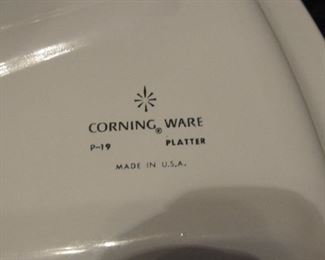 CORNING® WARE
P-19 PLATTER
MADE IN U.S.A.